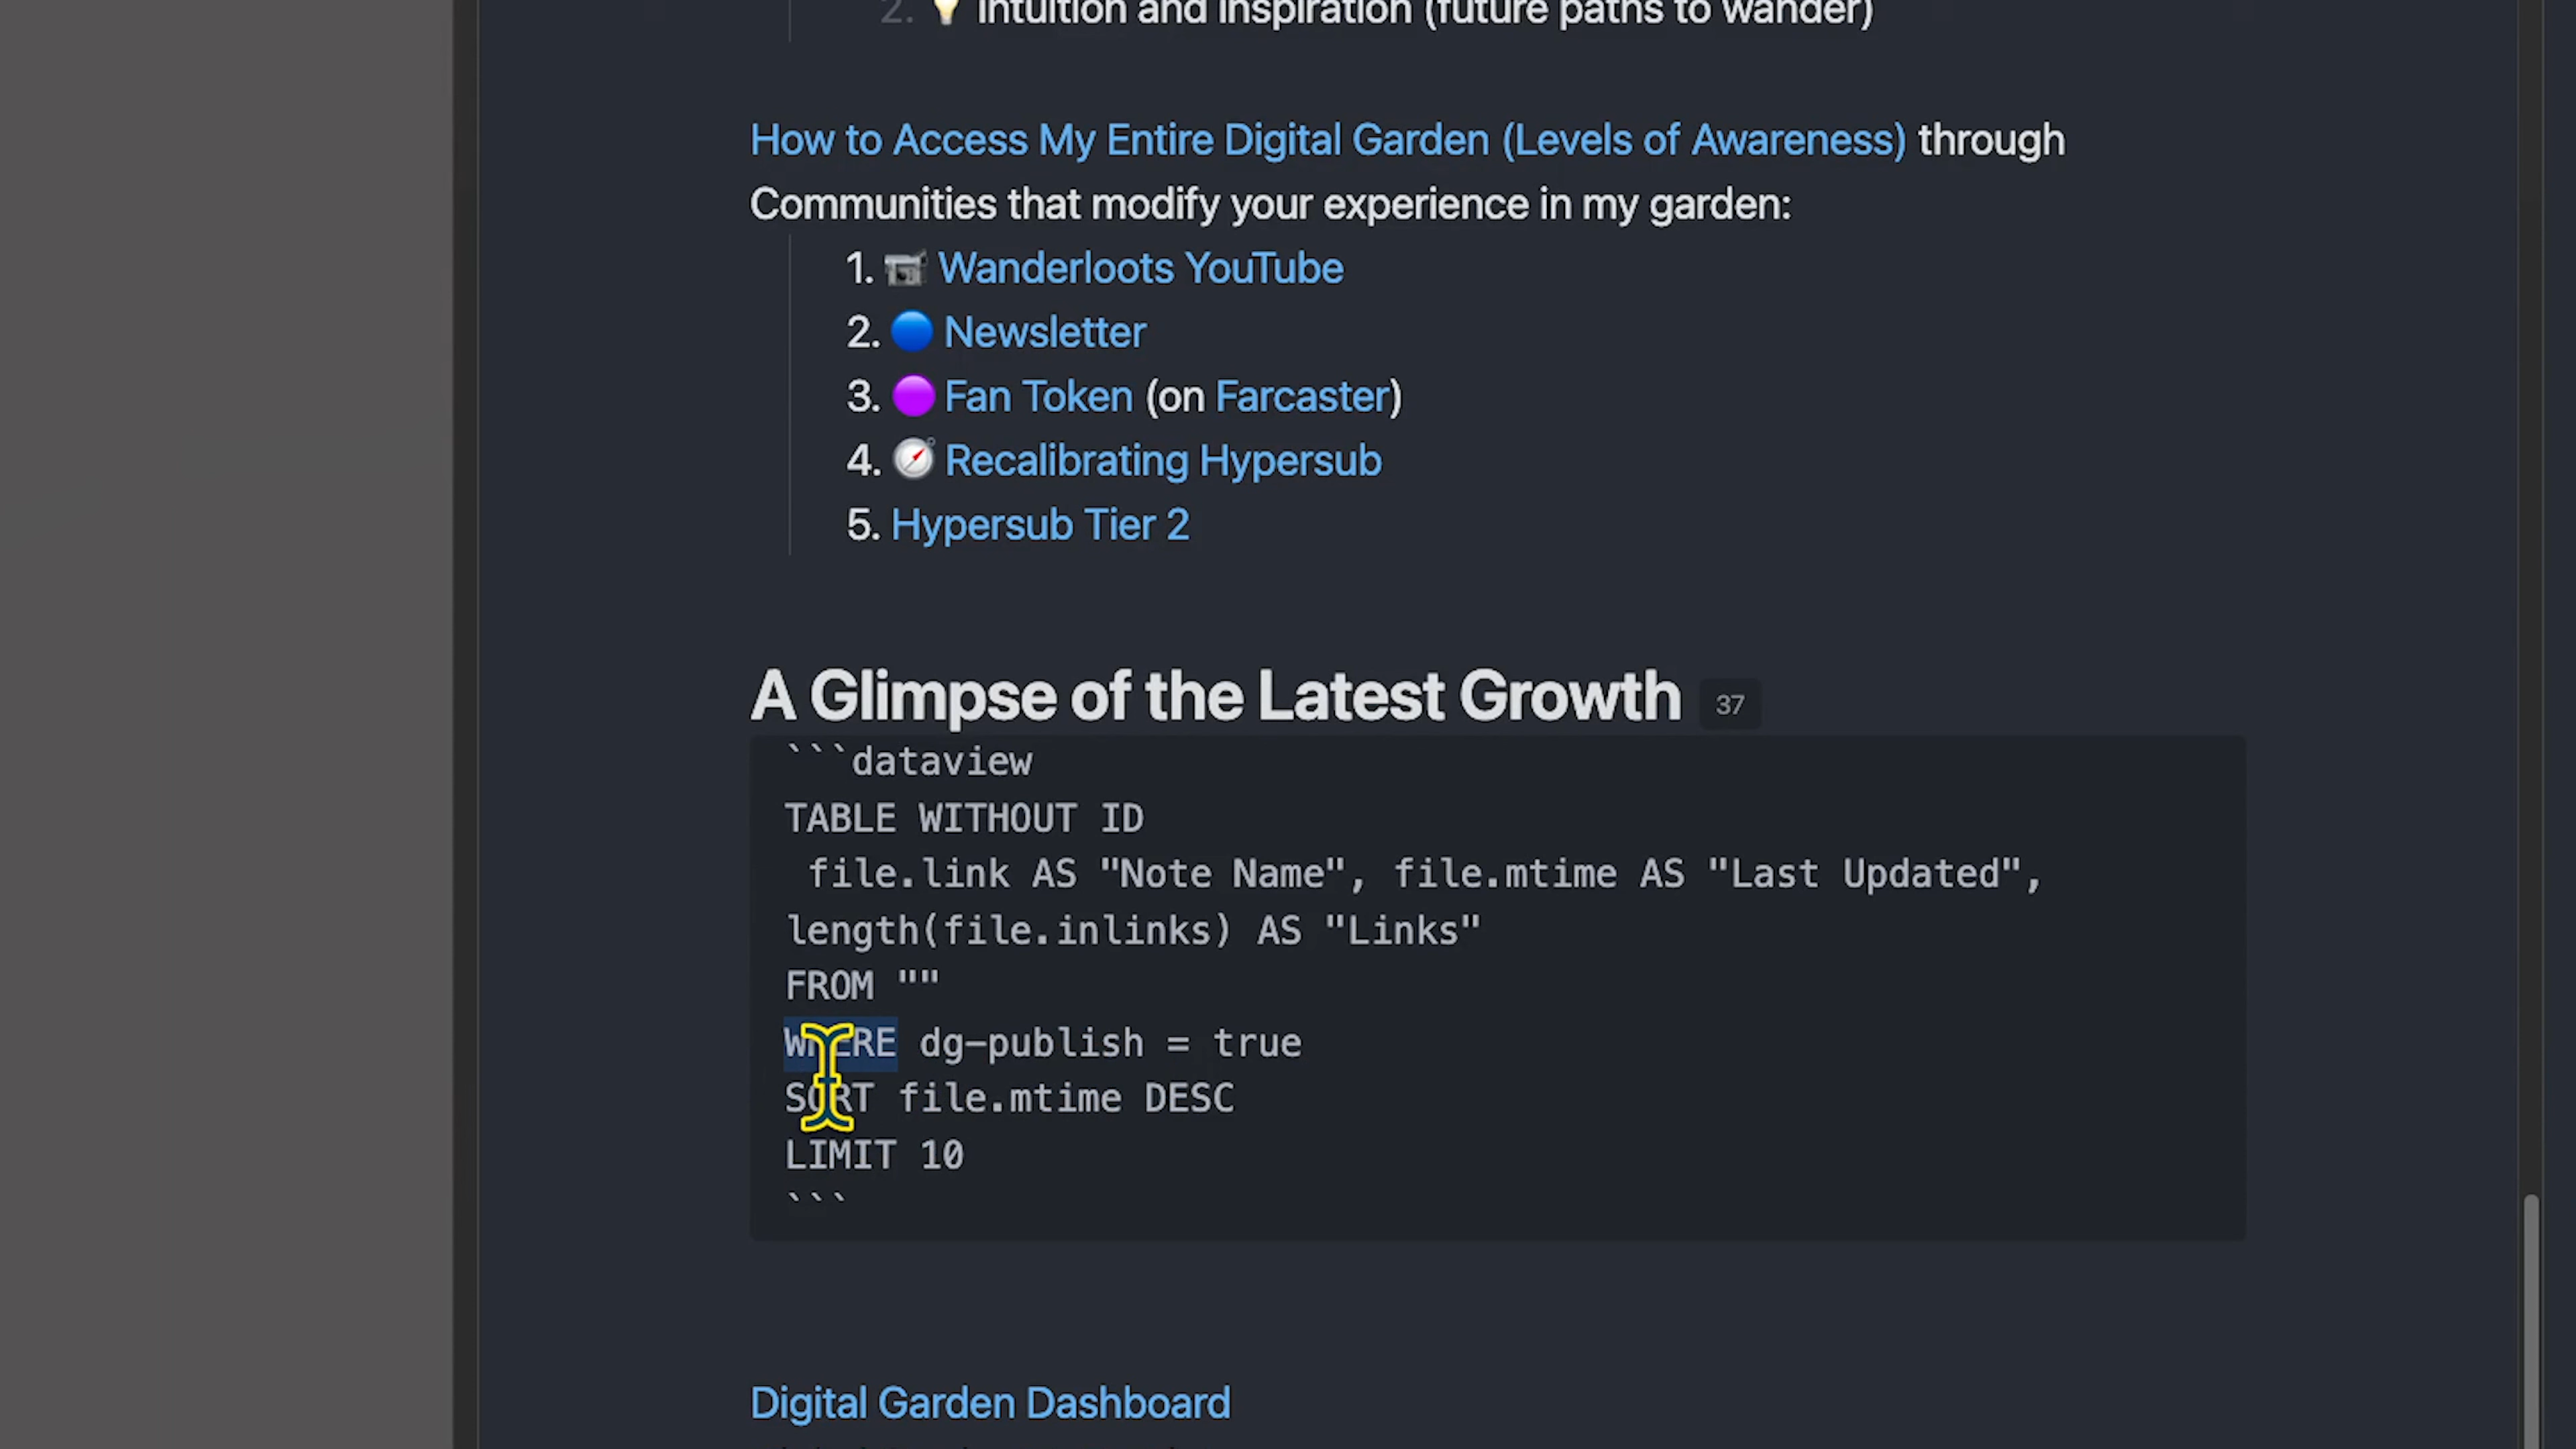 2. 💡 Intuition and inspiration (future paths to wander)
How to Access My Entire Digital Garden (Levels of Awareness) through
Communities that modify your experience in my garden:
1. 📹 Wanderloots YouTube
2. 🔵 Newsletter
3. 🟣 Fan Token (on Farcaster)
4. 🧭 Recalibrating Hypersub
5. Hypersub Tier 2
A Glimpse of the Latest Growth 37
```dataview
TABLE WITHOUT ID
file.link AS "Note Name", file.mtime AS "Last Updated",
length(file.inlinks) AS "Links"
FROM ""
WHERE dg-publish = true
SORT file.mtime DESC
LIMIT 10
```
Digital Garden Dashboard